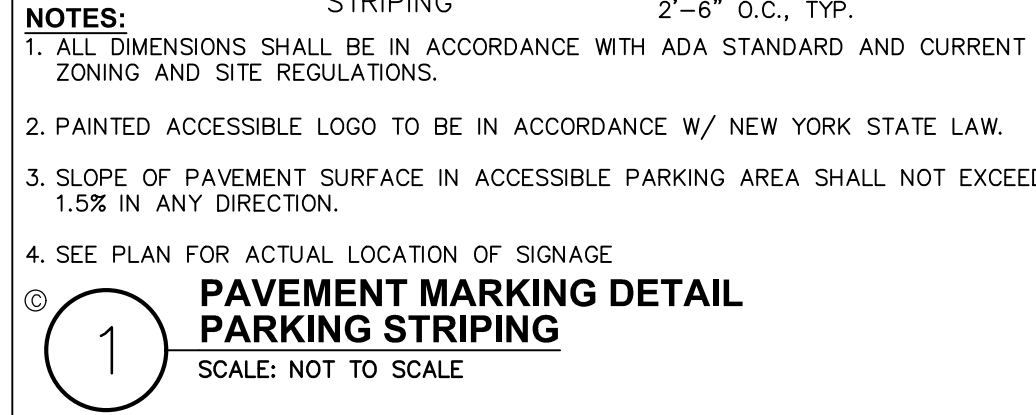 STRIPING
2'-6" O.C., TYP.
NOTES:
1. ALL DIMENSIONS SHALL BE IN ACCORDANCE WITH ADA STANDARD AND CURRENT
ZONING AND SITE REGULATIONS.
2. PAINTED ACCESSIBLE LOGO TO BE IN ACCORDANCE W/ NEW YORK STATE LAW.
3. SLOPE OF PAVEMENT SURFACE IN ACCESSIBLE PARKING AREA SHALL NOT EXCEED
1.5% IN ANY DIRECTION.
4. SEE PLAN FOR ACTUAL LOCATION OF SIGNAGE
©
1
PAVEMENT MARKING DETAIL
PARKING STRIPING
SCALE: NOT TO SCALE